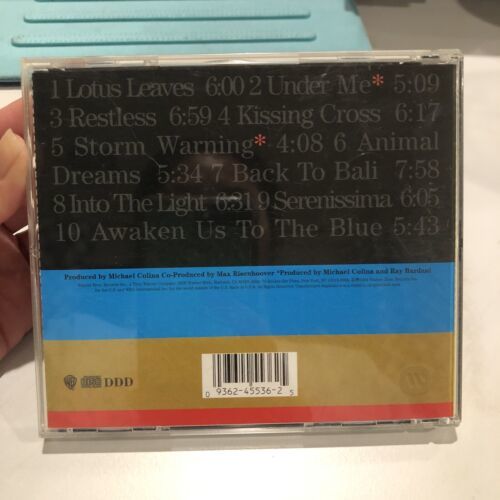 1 Lotus Leaves 6:00 2 Under Me* 5:09
3 Restless 6:59 4 Kissing Cross 6:17
5 Storm Warning* 4:08 6 Animal
Dreams 5:34 7 Back To Bali 7:58
8 Into The Light 6:31 9 Serenissima 6:05
10 Awaken Us To The Blue 5:43
Produced by Michael Colina Co-Produced by Max Risenhoover *Produced by Michael Colina and Ray Bardani
DDD
0 9362-45536-2 5